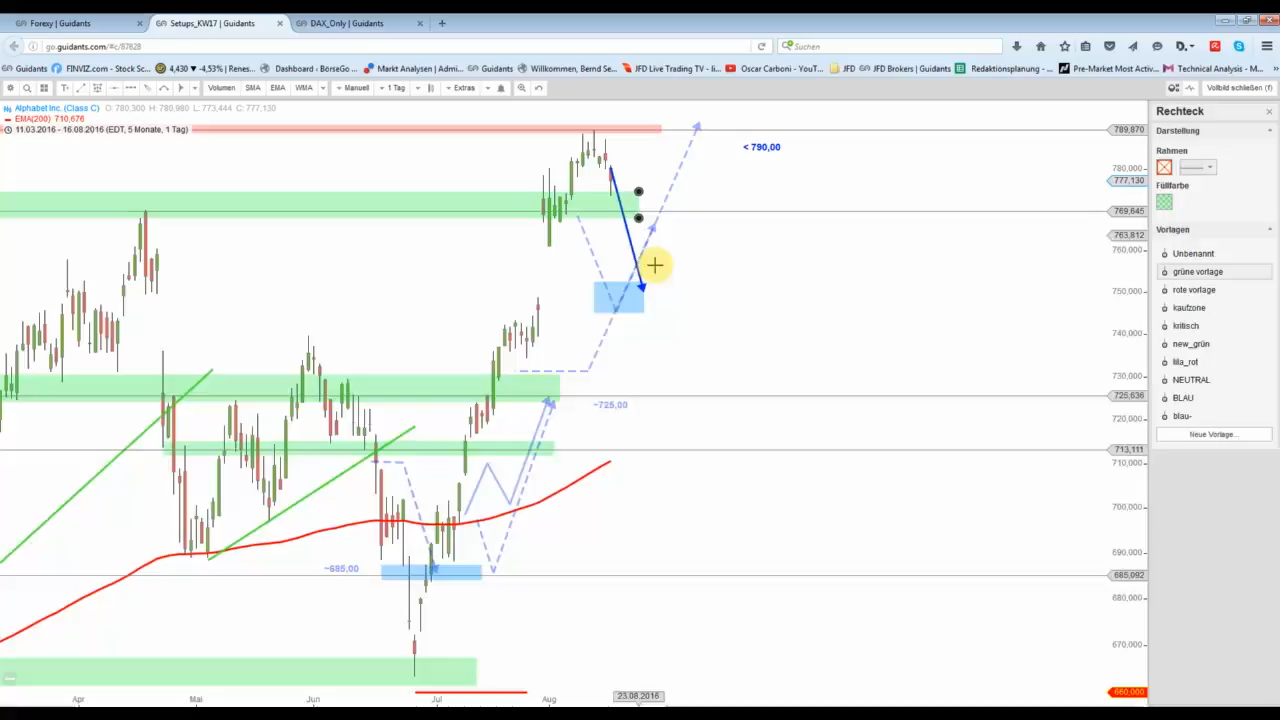 Forexy | Guidants
Setups_KW17 | Guidants
DAX_Only | Guidants
go.guidants.com/#c/87828
Suchen
Guidants
FINVIZ.com - Stock Sc...
4,430 ▾ -4,53% | Renes...
Dashboard - BörseGo ...
Markt Analysen | Admi...
Guidants
Willkommen, Bernd Se...
JFD Live Trading TV - li...
Oscar Carboni - YouT...
JFD
JFD Brokers | Guidants
Redaktionsplanung - ...
Pre-Market Most Activ...
Technical Analysis - M...
Volumen
SMA
EMA
WMA
Manuell
1 Tag
Extras
Vollbild schließen (f)
Alphabet Inc. (Class C) O: 780,300 H: 780,980 L: 773,444 C: 777,130
EMA(200) 710,676
11.03.2016 - 16.08.2016 (EDT, 5 Monate, 1 Tag)
< 790,00
~725,00
~685,00
789,870
780,000
777,130
769,645
763,812
760,000
750,000
740,000
730,000
725,636
720,000
713,111
710,000
700,000
690,000
685,092
680,000
670,000
660,000
Apr
Mai
Jun
Jul
Aug
23.08.2016
Rechteck
Darstellung
Rahmen
Füllfarbe
Vorlagen
Unbenannt
grüne vorlage
rote vorlage
kaufzone
kritisch
new_grün
lila_rot
NEUTRAL
BLAU
blau-
Neue Vorlage...